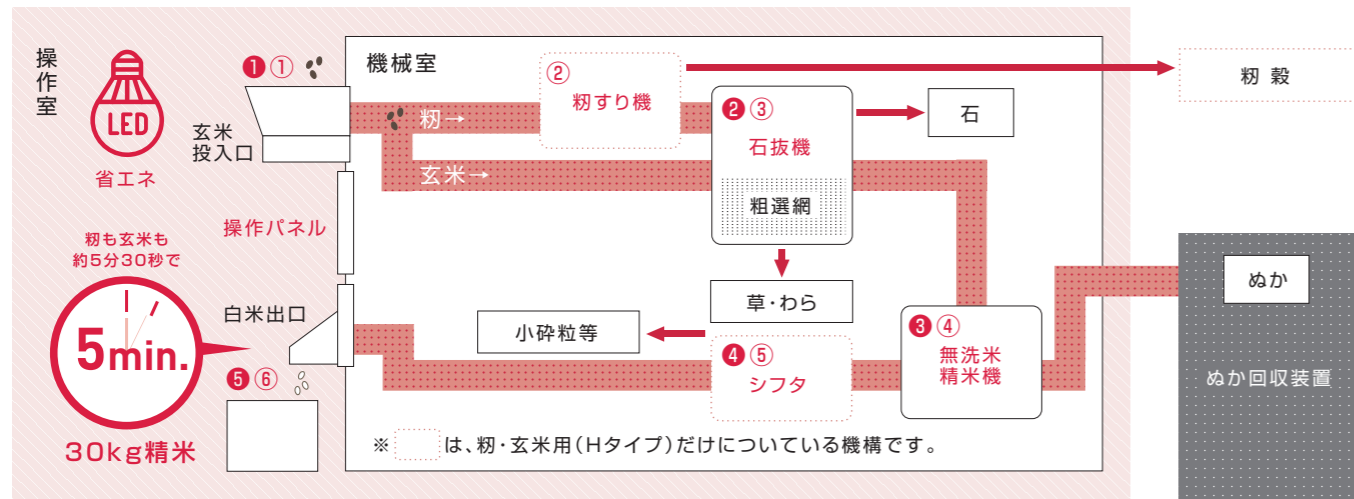 操作室
LED
省エネ
籾も玄米も
約5分30秒で
5min.
30kg精米
❶①
玄米
投入口
操作パネル
白米出口
❺⑥
機械室
籾→
玄米→
②
籾すり機
❷③
石抜機
粗選網
石
籾 穀
草・わら
小砕粒等
❹⑤
シフタ
❸④
無洗米
精米機
ぬか
ぬか回収装置
※ は、籾・玄米用(Hタイプ)だけについている機構です。